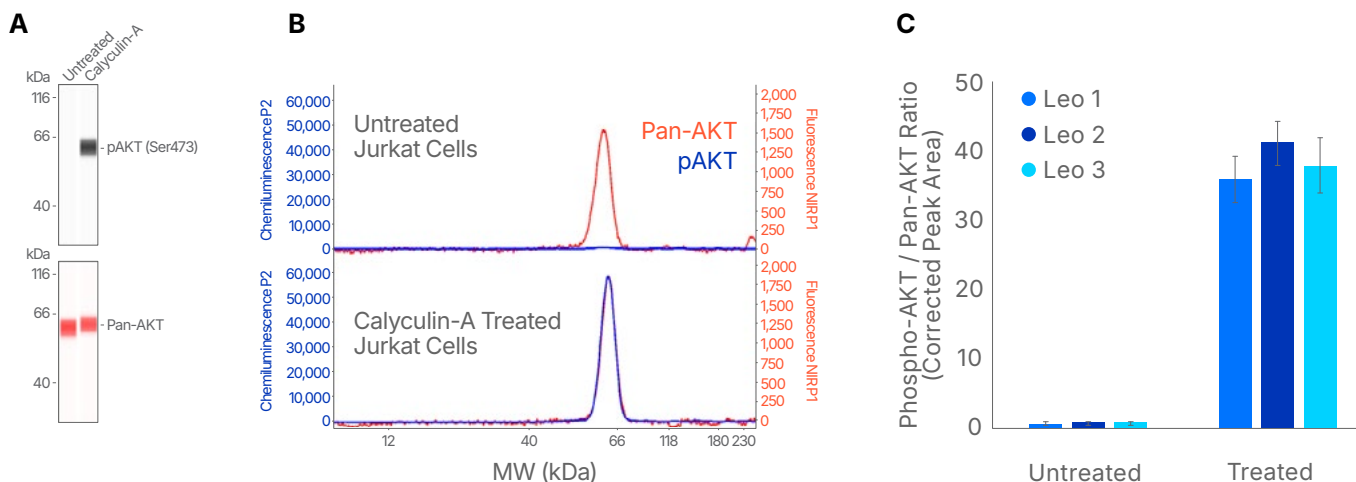 A
Untreated
Calyculin-A
kDa
116
66
40
pAKT (Ser473)
kDa
116
66
40
Pan-AKT
B
Chemiluminescence P2
60,000
50,000
40,000
30,000
20,000
10,000
0
Untreated
Jurkat Cells
Pan-AKT
pAKT
2,000
1,750
1,500
1,250
1,000
750
500
250
0
Fluorescence NIRP1
Chemiluminescence P2
60,000
50,000
40,000
30,000
20,000
10,000
0
Calyculin-A Treated
Jurkat Cells
2,000
1,750
1,500
1,250
1,000
750
500
250
0
Fluorescence NIRP1
12 40 66 118 180 230
MW (kDa)
C
Phospho-AKT / Pan-AKT Ratio
(Corrected Peak Area)
50
40
30
20
10
0
Leo 1
Leo 2
Leo 3
Untreated Treated